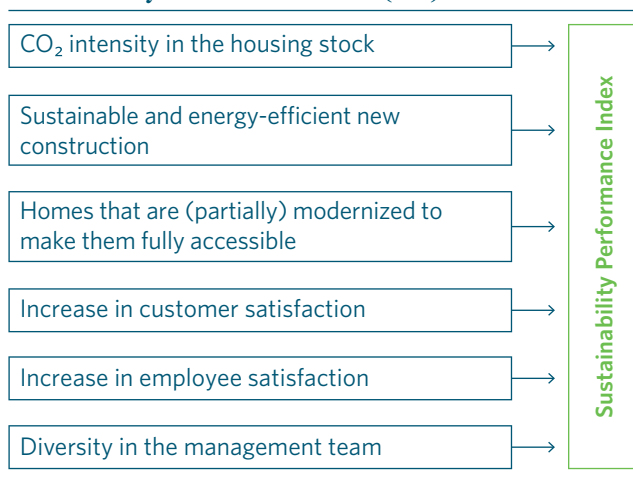 CO₂ intensity in the housing stock
Sustainable and energy-efficient new
construction
Homes that are (partially) modernized to
make them fully accessible
Increase in customer satisfaction
Increase in employee satisfaction
Diversity in the management team
Sustainability Performance Index